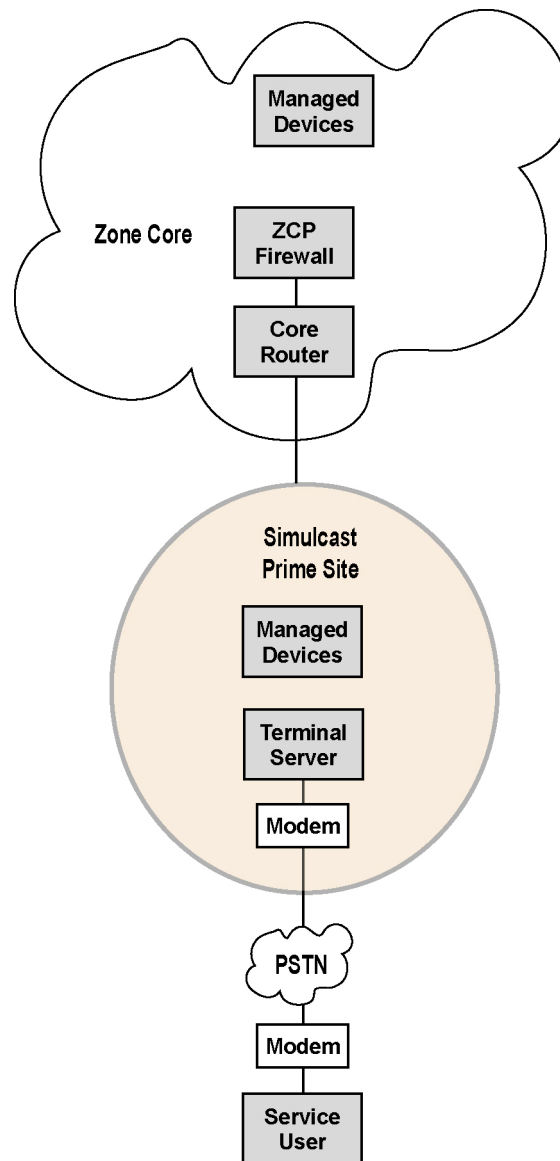 Managed
Devices
Zone Core
ZCP
Firewall
Core
Router
Simulcast
Prime Site
Managed
Devices
Terminal
Server
Modem
PSTN
Modem
Service
User